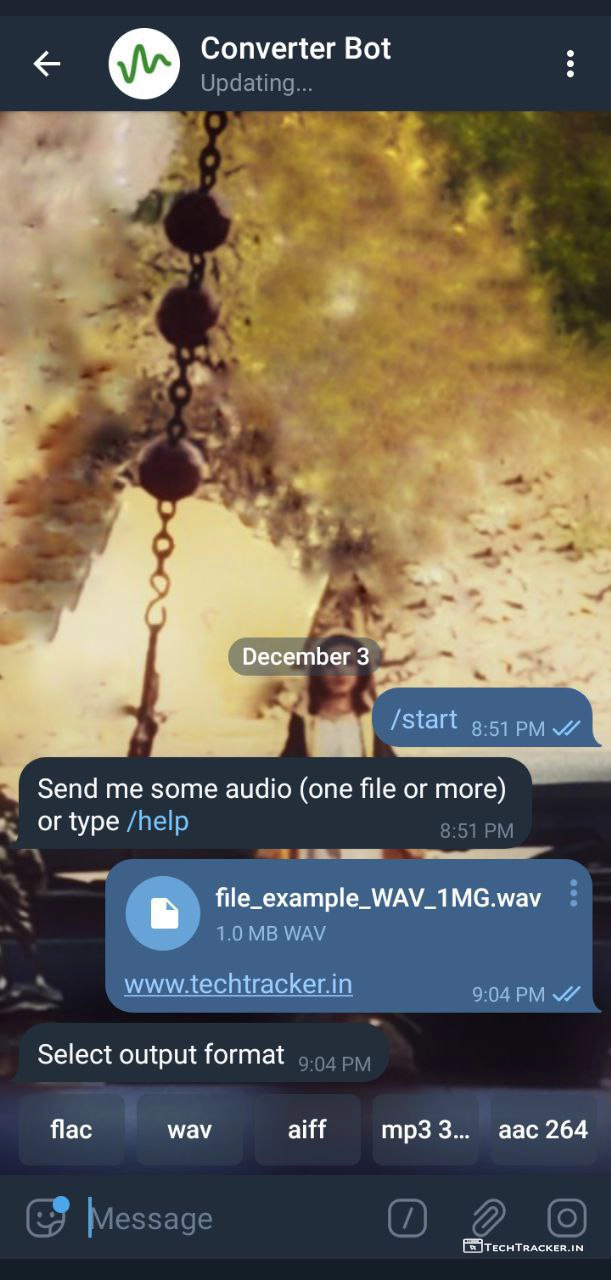 Converter Bot
Updating...
December 3
/start 8:51 PM
Send me some audio (one file or more)
or type /help 8:51 PM
file_example_WAV_1MG.wav
1.0 MB WAV
www.techtracker.in 9:04 PM
Select output format 9:04 PM
flac wav aiff mp3 3... aac 264
Message
TECHTRACKER.IN